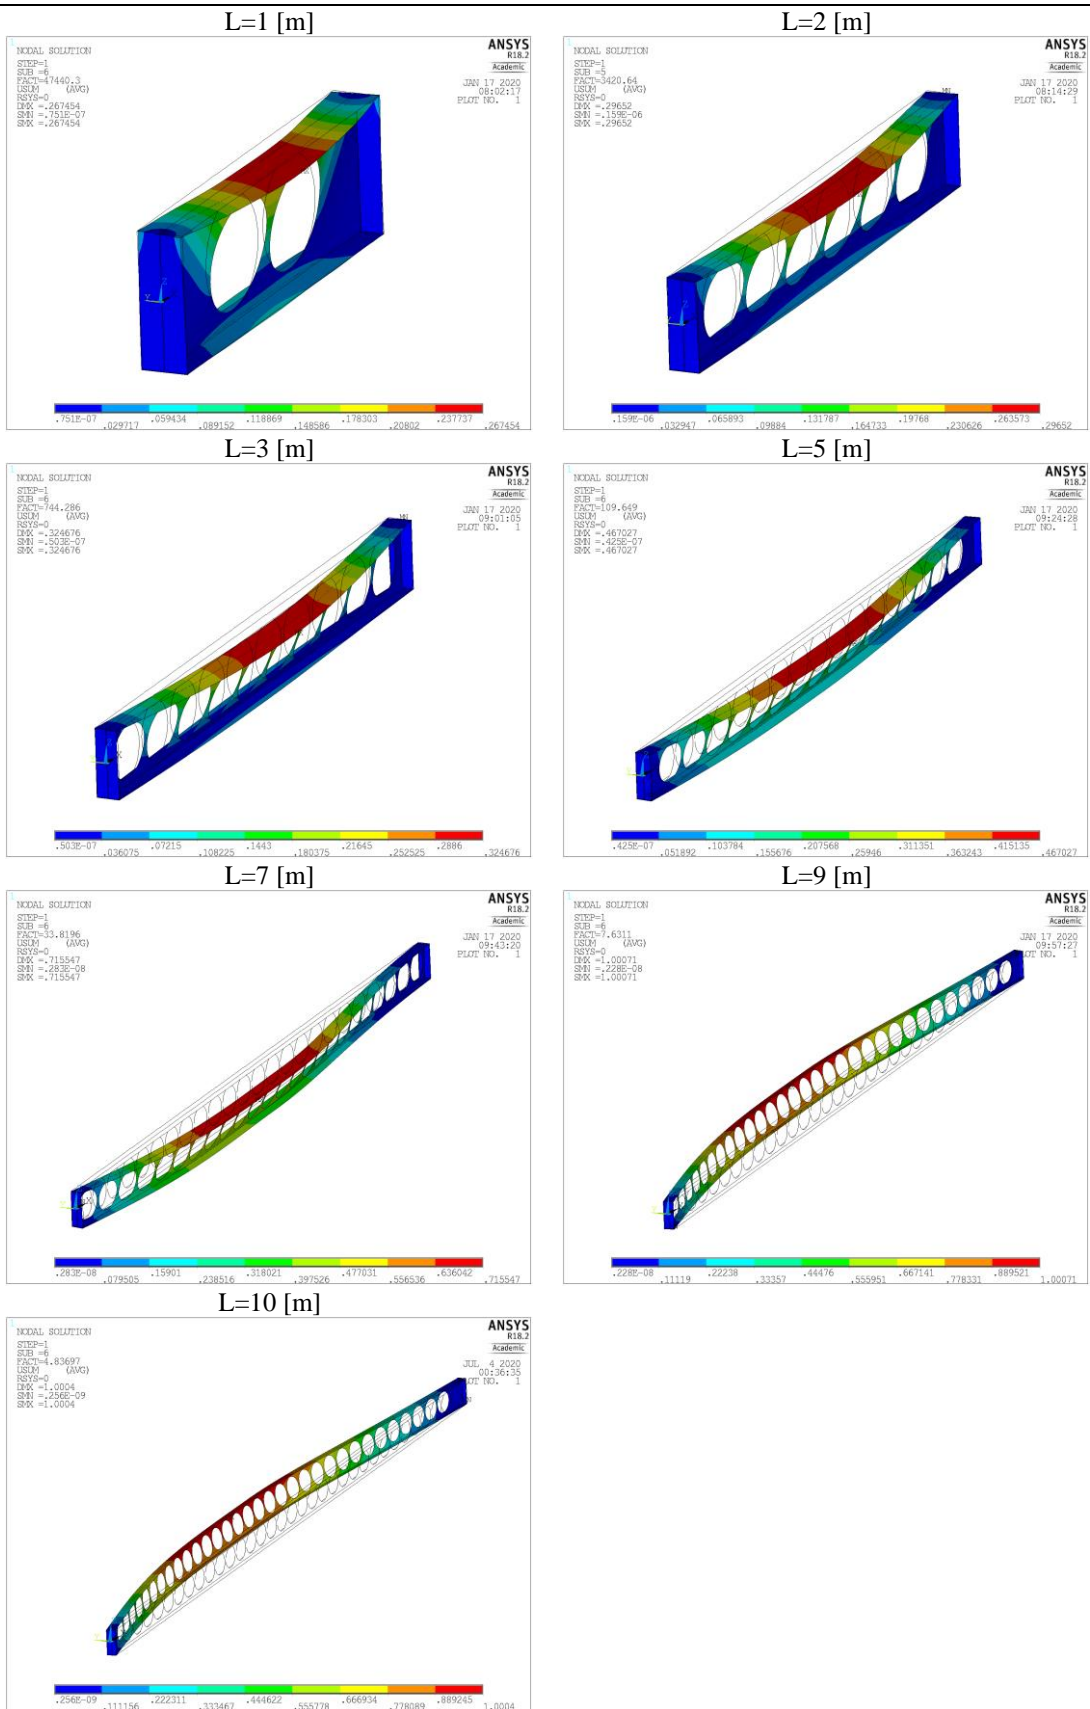 L=1 [m]
1
NODAL SOLUTION
STEP=1
SUB =6
FACT=47440.3
USUM (AVG)
RSYS=0
DMX =.267454
SMN =.751E-07
SMX =.267454
ANSYS
R18.2
Academic
JAN 17 2020
08:02:17
PLOT NO. 1
Y Z
.751E-07 .059434 .118869 .178303 .237737
.029717 .089152 .148586 .20802 .267454
L=2 [m]
1
NODAL SOLUTION
STEP=1
SUB =5
FACT=3420.64
USUM (AVG)
RSYS=0
DMX =.29652
SMN =.159E-06
SMX =.29652
ANSYS
R18.2
Academic
JAN 17 2020
08:14:29
PLOT NO. 1
MN
Z
.159E-06 .065893 .131787 .19768 .263573
.032947 .09884 .164733 .230626 .29652
L=3 [m]
1
NODAL SOLUTION
STEP=1
SUB =6
FACT=744.286
USUM (AVG)
RSYS=0
DMX =.324676
SMN =.503E-07
SMX =.324676
ANSYS
R18.2
Academic
JAN 17 2020
09:01:05
PLOT NO. 1
MN
Z X
.503E-07 .07215 .1443 .21645 .2886
.036075 .108225 .180375 .252525 .324676
L=5 [m]
1
NODAL SOLUTION
STEP=1
SUB =6
FACT=109.649
USUM (AVG)
RSYS=0
DMX =.467027
SMN =.425E-07
SMX =.467027
ANSYS
R18.2
Academic
JAN 17 2020
09:24:28
PLOT NO. 1
.425E-07 .103784 .207568 .311351 .415135
.051892 .155676 .25946 .363243 .467027
L=7 [m]
1
NODAL SOLUTION
STEP=1
SUB =6
FACT=33.8196
USUM (AVG)
RSYS=0
DMX =.715547
SMN =.283E-08
SMX =.715547
ANSYS
R18.2
Academic
JAN 17 2020
09:43:20
PLOT NO. 1
.283E-08 .15901 .318021 .477031 .636042
.079505 .238516 .397526 .556536 .715547
L=9 [m]
1
NODAL SOLUTION
STEP=1
SUB =6
FACT=7.6311
USUM (AVG)
RSYS=0
DMX =1.00071
SMN =.228E-08
SMX =1.00071
ANSYS
R18.2
Academic
JAN 17 2020
09:57:27
PLOT NO. 1
.228E-08 .22238 .44476 .667141 .889521
.11119 .33357 .555951 .778331 1.00071
L=10 [m]
1
NODAL SOLUTION
STEP=1
SUB =6
FACT=4.83697
USUM (AVG)
RSYS=0
DMX =1.0004
SMN =.256E-09
SMX =1.0004
ANSYS
R18.2
Academic
JUL 4 2020
00:36:35
PLOT NO. 1
.256E-09 .222311 .444622 .666934 .889245
.111156 .333467 .555778 .778089 1.0004